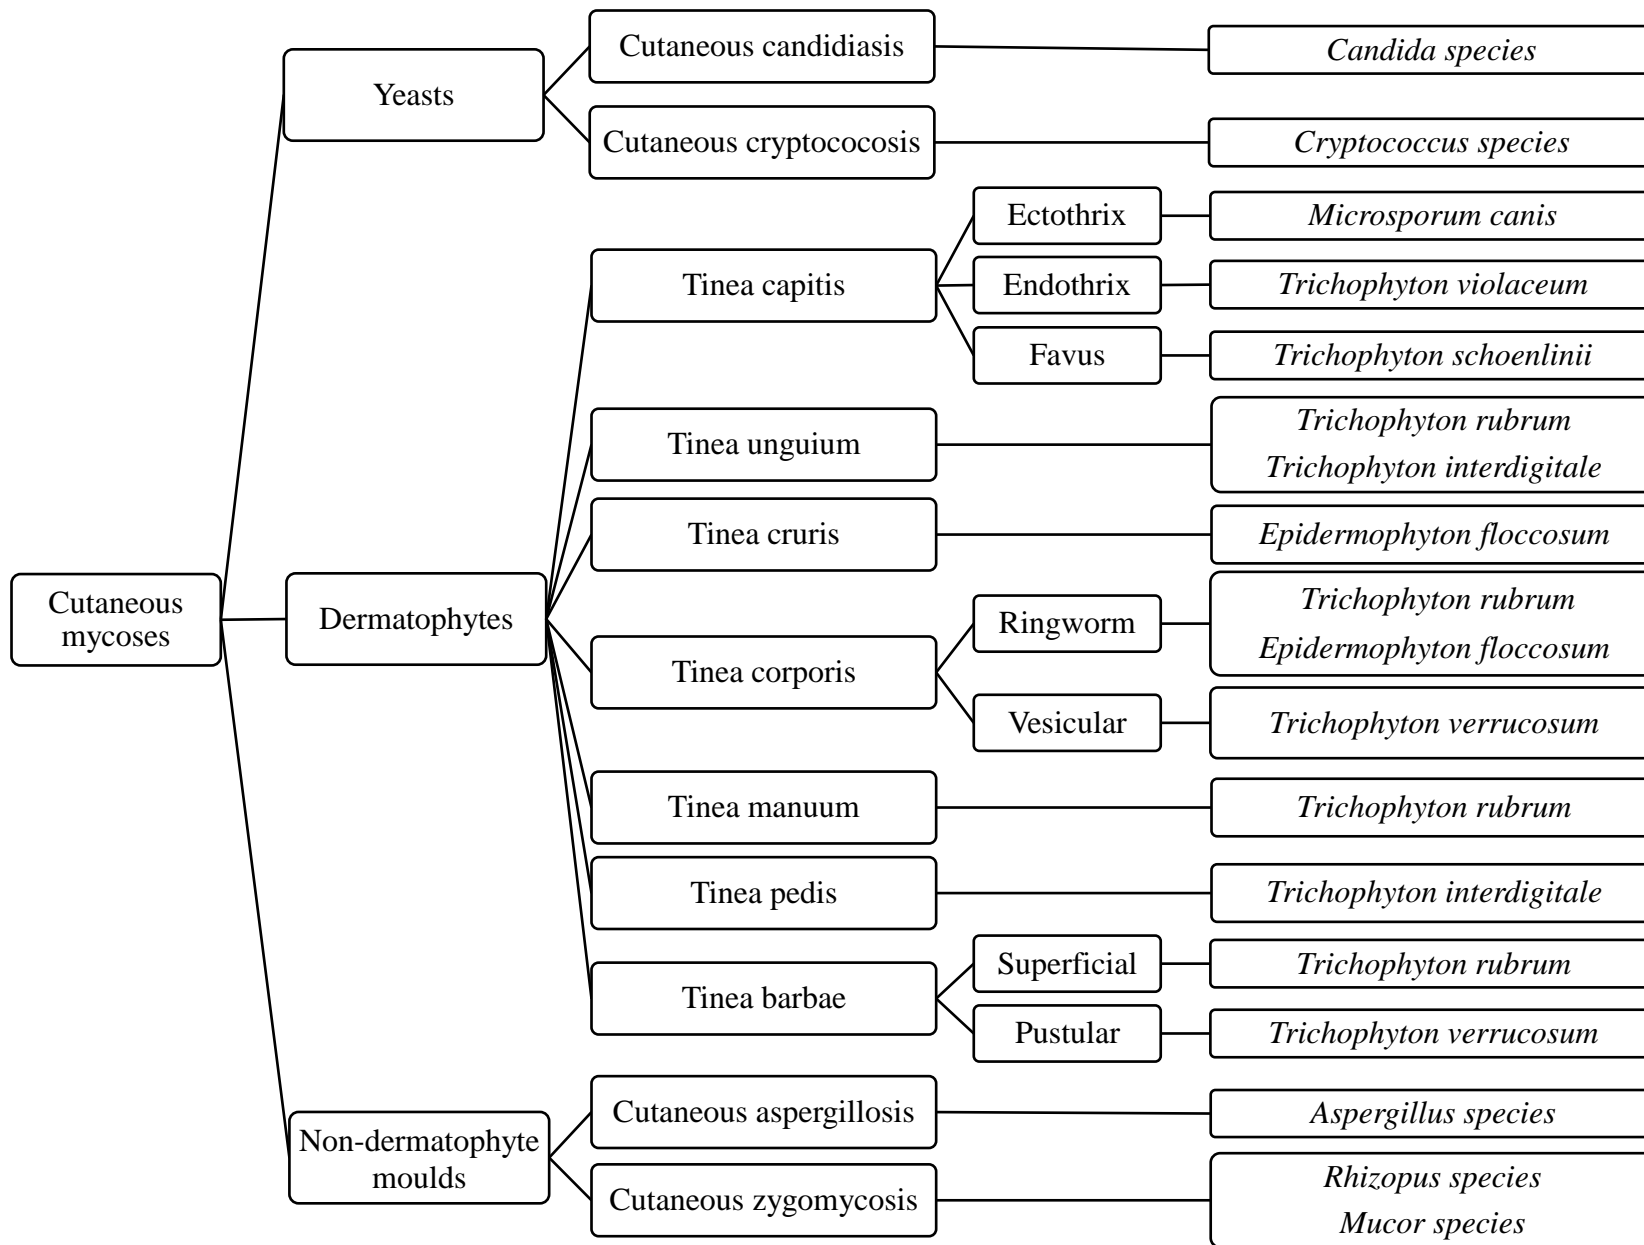 Cutaneous
mycoses
Yeasts
Cutaneous candidiasis
Candida species
Cutaneous cryptococosis
Cryptococcus species
Dermatophytes
Tinea capitis
Ectothrix
Microsporum canis
Endothrix
Trichophyton violaceum
Favus
Trichophyton schoenlinii
Tinea unguium
Trichophyton rubrum
Trichophyton interdigitale
Tinea cruris
Epidermophyton floccosum
Tinea corporis
Ringworm
Trichophyton rubrum
Epidermophyton floccosum
Vesicular
Trichophyton verrucosum
Tinea manuum
Trichophyton rubrum
Tinea pedis
Trichophyton interdigitale
Tinea barbae
Superficial
Trichophyton rubrum
Pustular
Trichophyton verrucosum
Non-dermatophyte
moulds
Cutaneous aspergillosis
Aspergillus species
Cutaneous zygomycosis
Rhizopus species
Mucor species